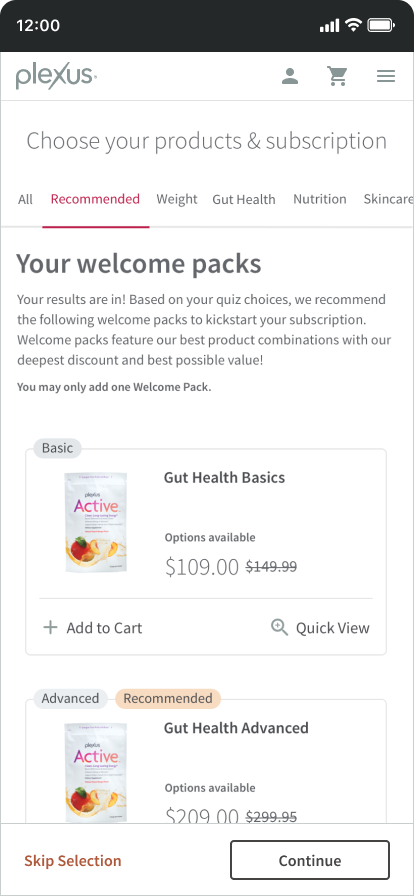 12:00
plexus
Choose your products & subscription
All Recommended Weight Gut Health Nutrition Skincare
Your welcome packs
Your results are in! Based on your quiz choices, we recommend
the following welcome packs to kickstart your subscription.
Welcome packs feature our best product combinations with our
deepest discount and best possible value!
You may only add one Welcome Pack.
Basic
plexus
Active
Gut Health Basics
Options available
$109.00 $149.99
Add to Cart Quick View
Advanced Recommended
plexus
Active
Gut Health Advanced
Options available
$209.00 $299.95
Skip Selection Continue